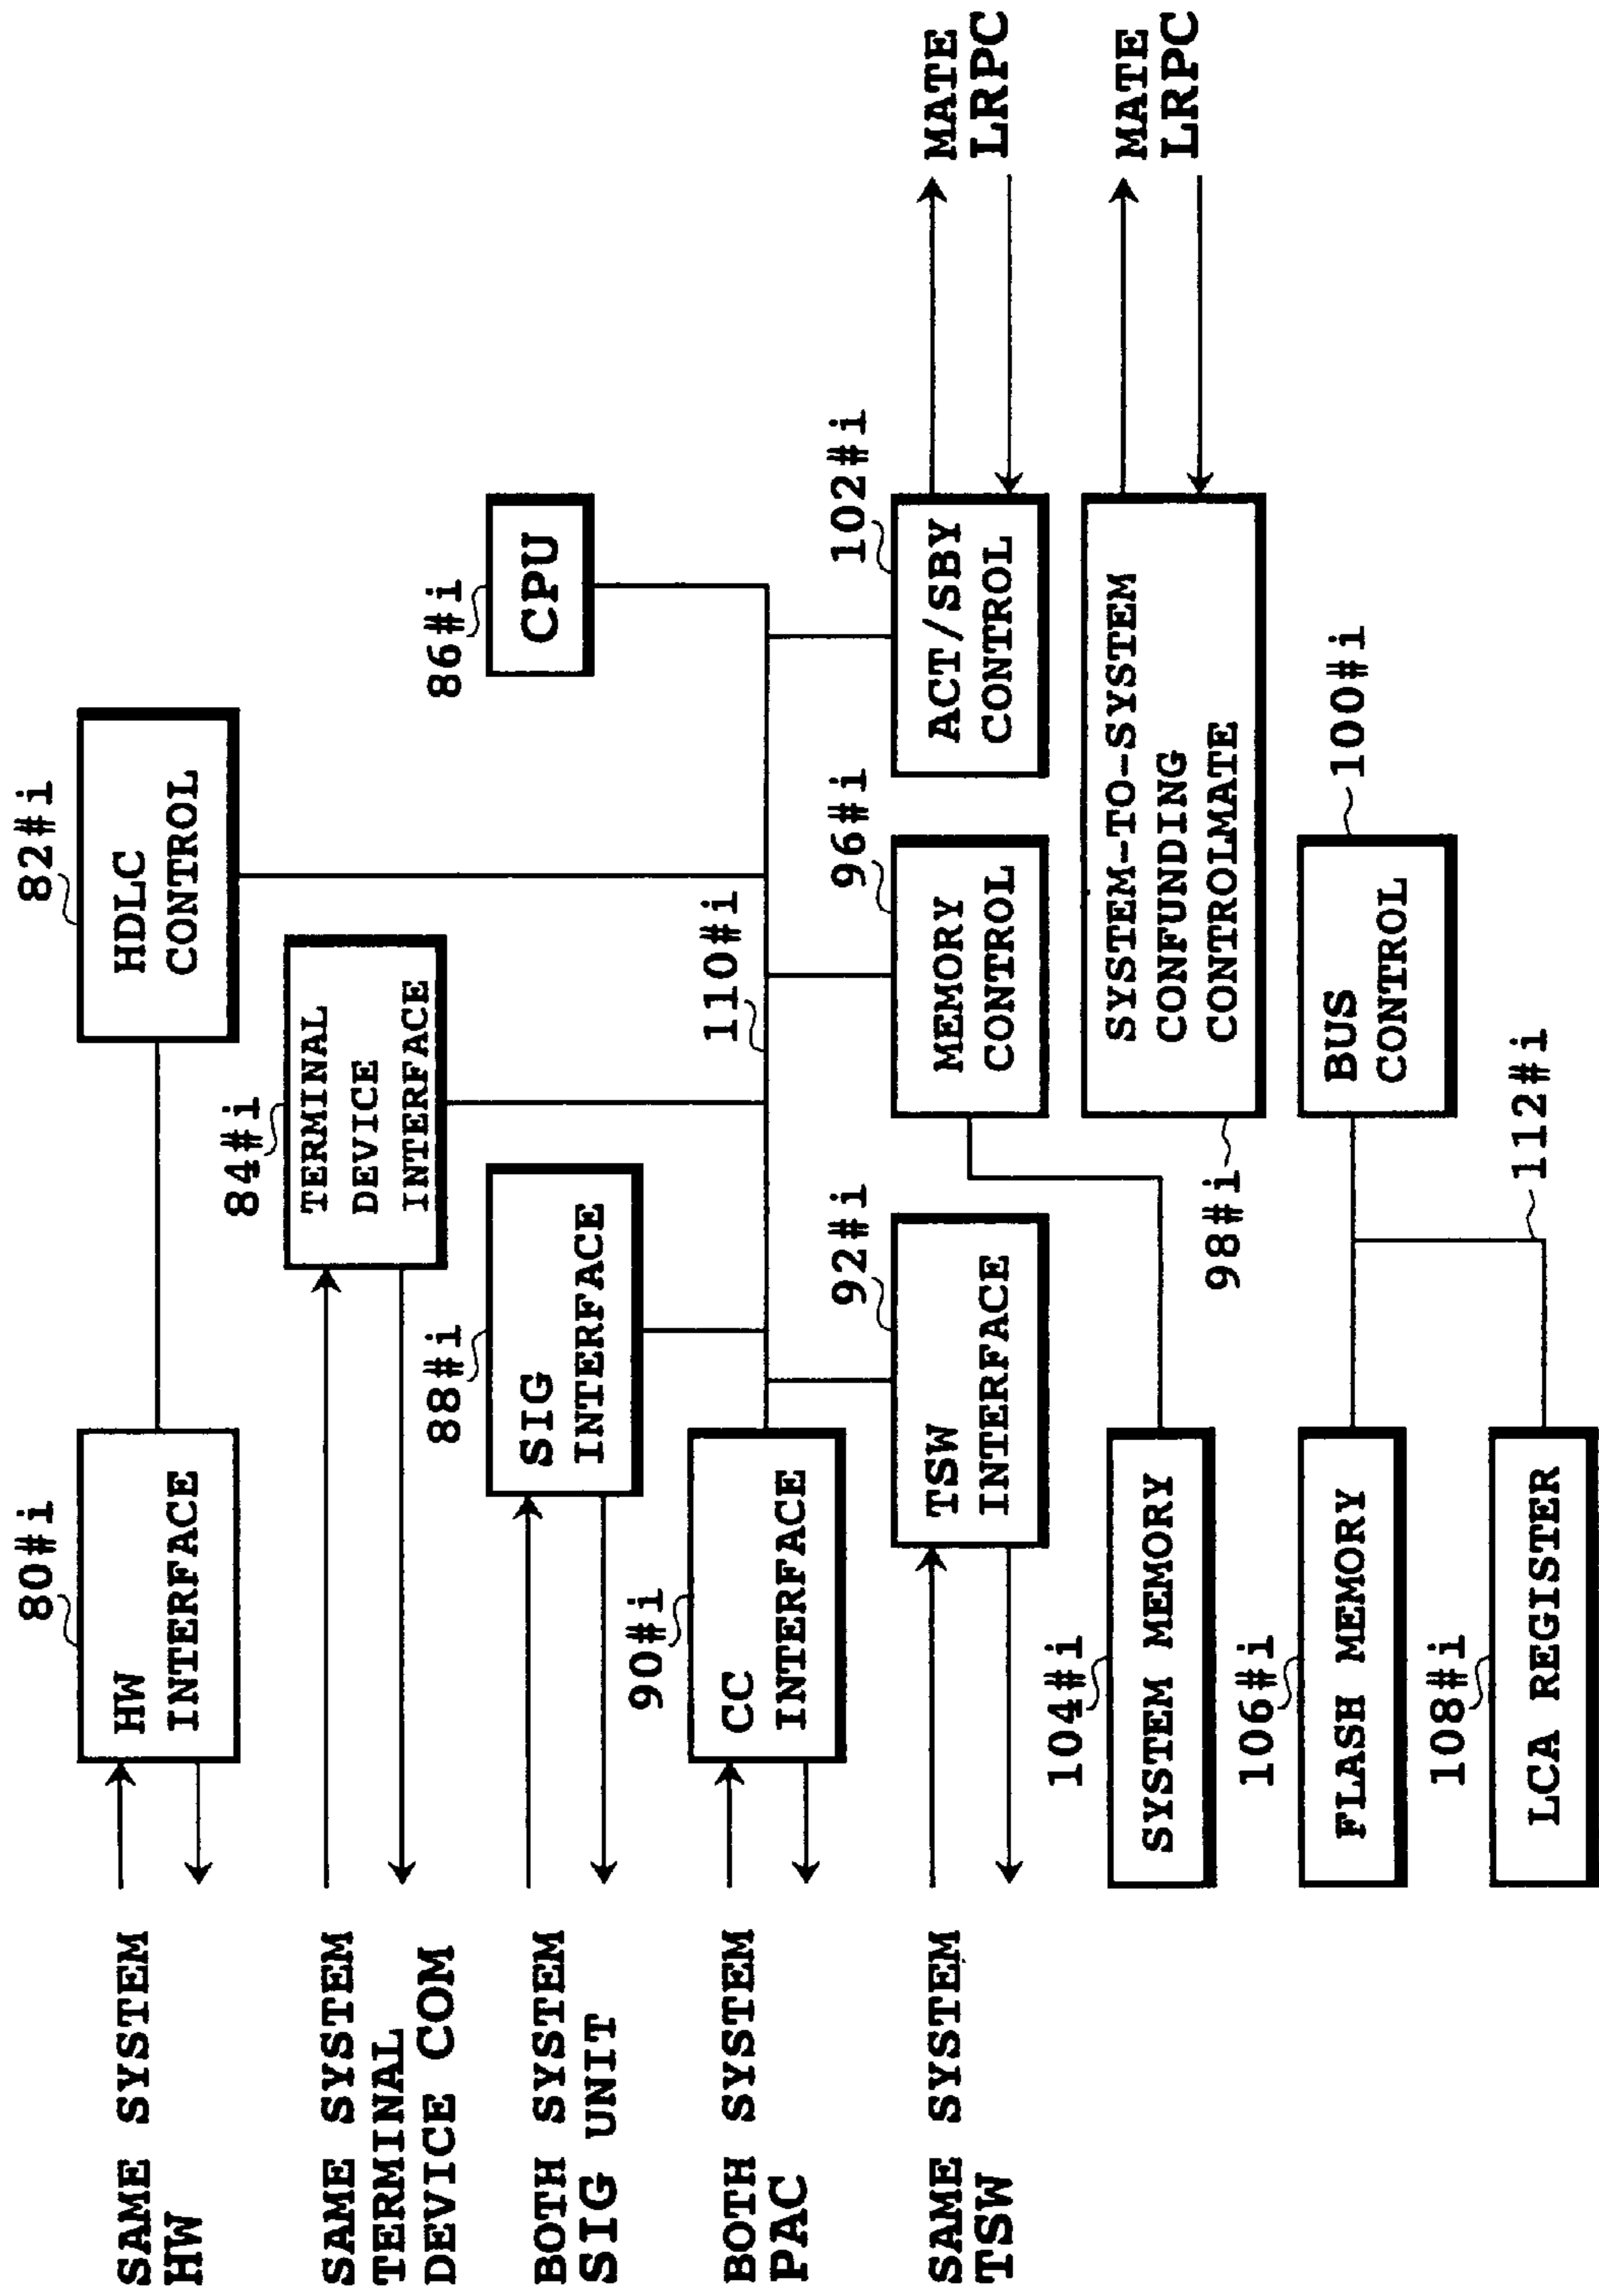 SAME SYSTEM
HW
80#i
HW
INTERFACE
82#i
HDLC
CONTROL
SAME SYSTEM
TERMINAL
DEVICE COM
84#i
TERMINAL
DEVICE
INTERFACE
86#i
CPU
BOTH SYSTEM
SIG UNIT
88#i
SIG
INTERFACE
BOTH SYSTEM
PAC
90#i
CC
INTERFACE
110#i
SAME SYSTEM
TSW
92#i
TSW
INTERFACE
96#i
MEMORY
CONTROL
102#i
ACT/SBY
CONTROL
MATE
LRPC
104#i
SYSTEM MEMORY
98#i
SYSTEM-TO-SYSTEM
CONFUNDING
CONTROLMATE
MATE
LRPC
106#i
FLASH MEMORY
100#i
BUS
CONTROL
108#i
LCA REGISTER
112#i